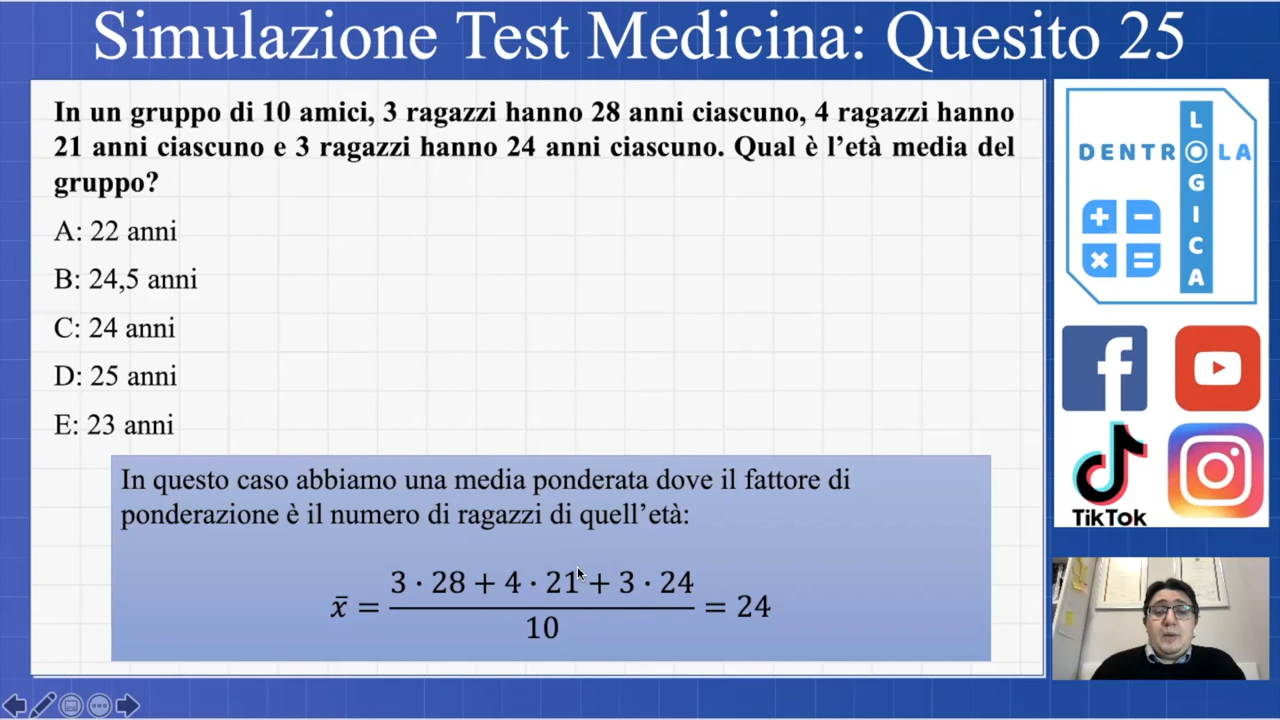 Simulazione Test Medicina: Quesito 25
In un gruppo di 10 amici, 3 ragazzi hanno 28 anni ciascuno, 4 ragazzi hanno
21 anni ciascuno e 3 ragazzi hanno 24 anni ciascuno. Qual è l’età media del
gruppo?
A: 22 anni
B: 24,5 anni
C: 24 anni
D: 25 anni
E: 23 anni
In questo caso abbiamo una media ponderata dove il fattore di
ponderazione è il numero di ragazzi di quell’età:
x̄ = (3 · 28 + 4 · 21 + 3 · 24) / 10 = 24
DENTRO LA
LOGICA
TikTok